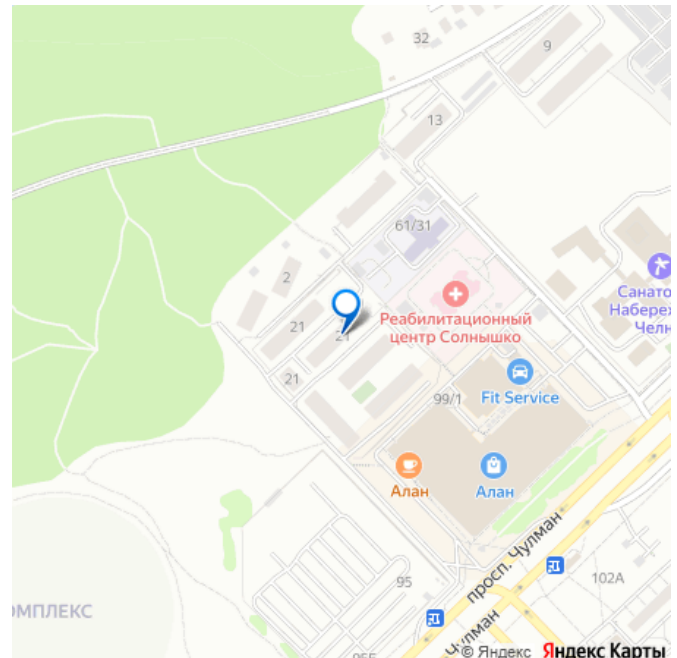 32
9
13
61/31
2
Санато
Набереж
Челн
Реабилитационный
центр Солнышко
21
21
21
Fit Service
99/1
Алан
Алан
просп. Чулман
95
102А
ОМПЛЕКС
Чулман
© Яндекс Яндекс Карты